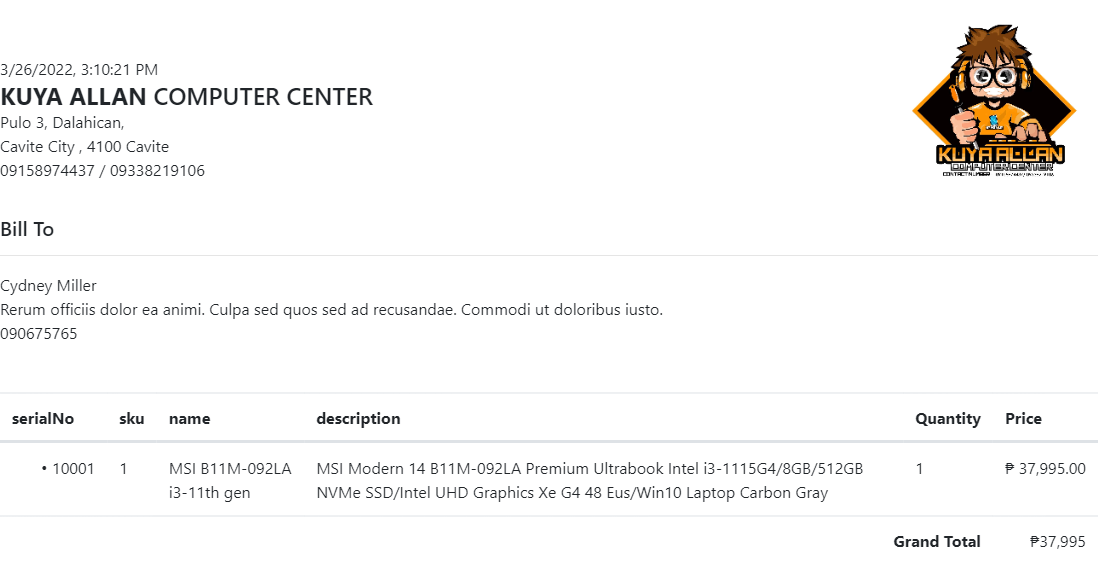 3/26/2022, 3:10:21 PM
KUYA ALLAN COMPUTER CENTER
Pulo 3, Dalahican,
Cavite City , 4100 Cavite
09158974437 / 09338219106
KUYA ALLAN
COMPUTER CENTER
CONTACT NUMBER
Bill To
Cydney Miller
Rerum officiis dolor ea animi. Culpa sed quos sed ad recusandae. Commodi ut doloribus iusto.
090675765
serialNo sku name description Quantity Price
• 10001 1 MSI B11M-092LA MSI Modern 14 B11M-092LA Premium Ultrabook Intel i3-1115G4/8GB/512GB 1 ₱ 37,995.00
i3-11th gen NVMe SSD/Intel UHD Graphics Xe G4 48 Eus/Win10 Laptop Carbon Gray
Grand Total ₱37,995